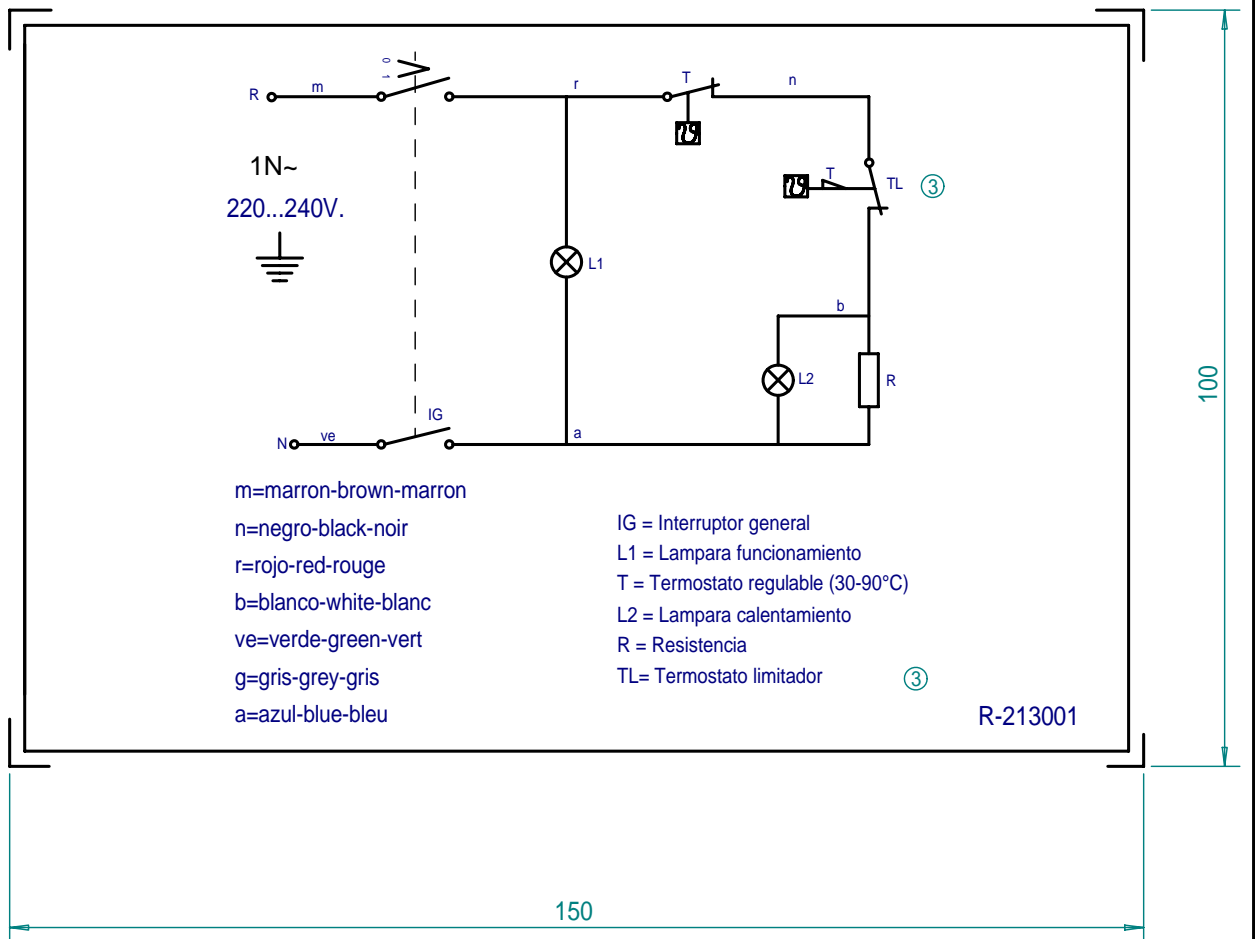 0 1
R m r T n
1N~
220...240V.
T TL 3
L1
b
L2 R
IG
N ve a
m=marron-brown-marron
n=negro-black-noir
r=rojo-red-rouge
b=blanco-white-blanc
ve=verde-green-vert
g=gris-grey-gris
a=azul-blue-bleu
IG = Interruptor general
L1 = Lampara funcionamiento
T = Termostato regulable (30-90°C)
L2 = Lampara calentamiento
R = Resistencia
TL= Termostato limitador 3
R-213001
100
150